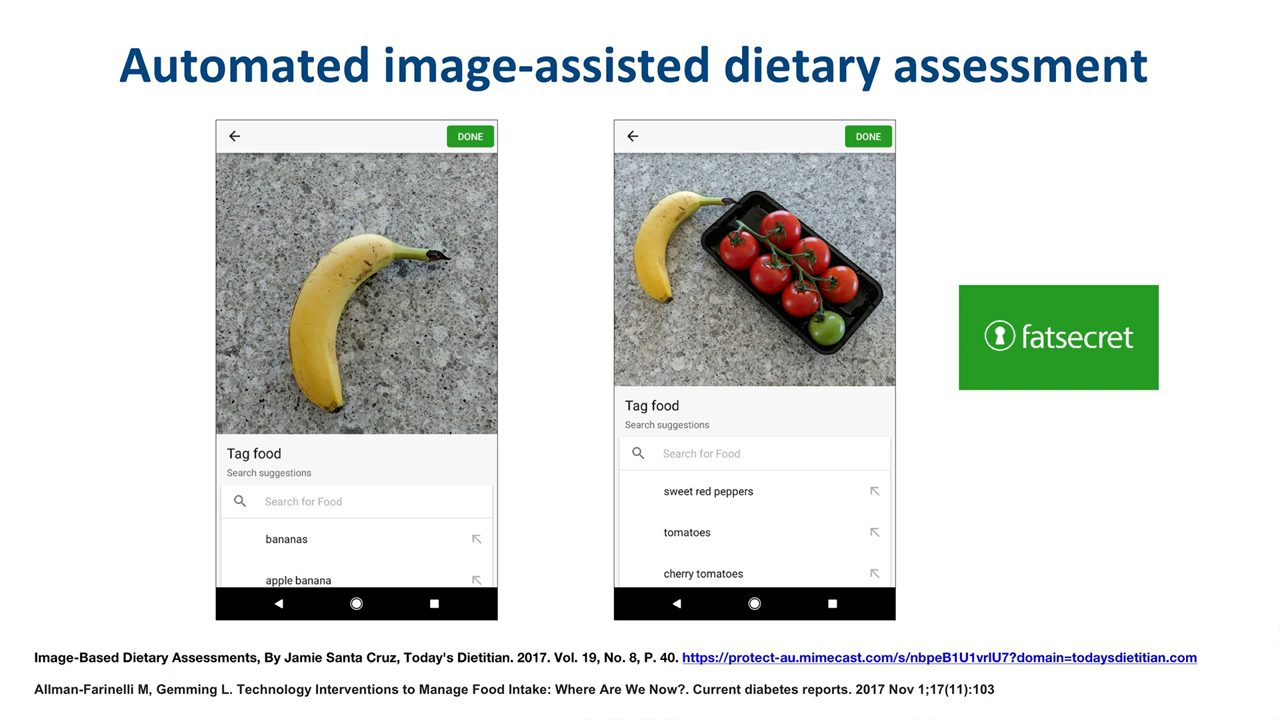 Automated image-assisted dietary assessment
DONE
Tag food
Search suggestions
Search for Food
bananas
apple banana
DONE
Tag food
Search suggestions
Search for Food
sweet red peppers
tomatoes
cherry tomatoes
fatsecret
Image-Based Dietary Assessments, By Jamie Santa Cruz, Today's Dietitian. 2017. Vol. 19, No. 8, P. 40. https://protect-au.mimecast.com/s/nbpeB1U1vrlU7?domain=todaysdietitian.com
Allman-Farinelli M, Gemming L. Technology Interventions to Manage Food Intake: Where Are We Now?. Current diabetes reports. 2017 Nov 1;17(11):103